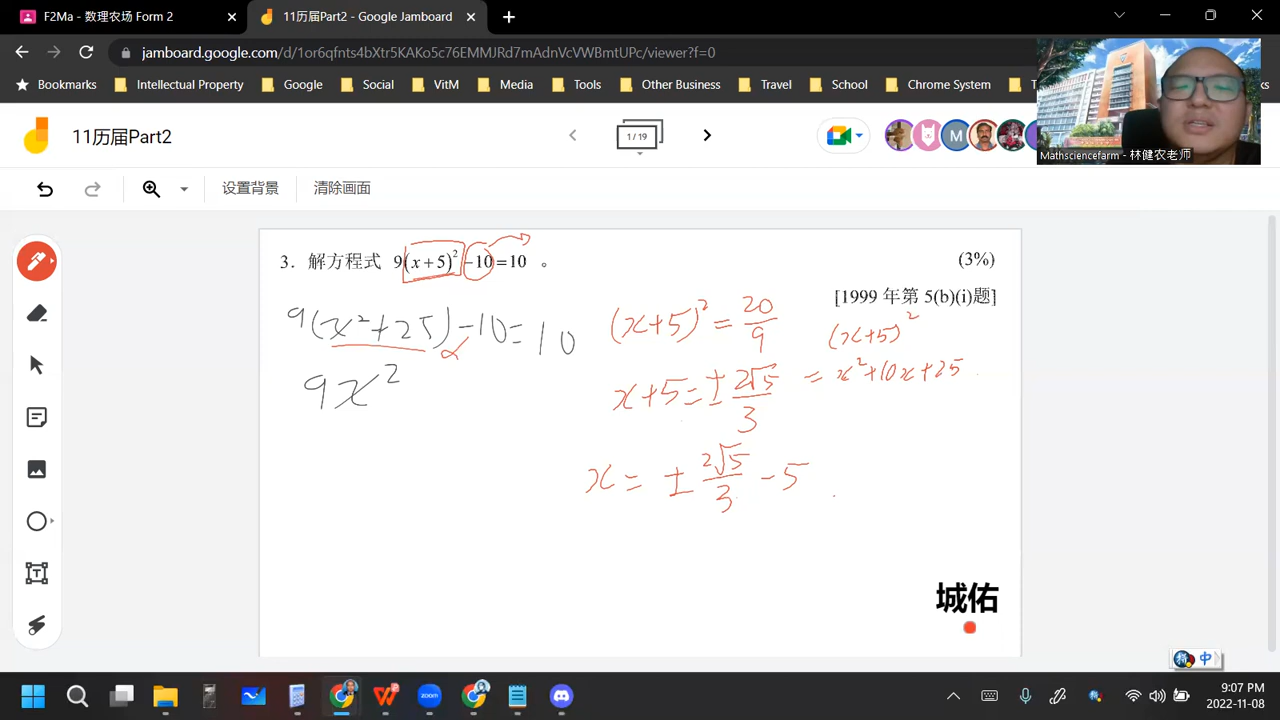 F2Ma - 数理农场 Form 2
11历届Part2 - Google Jamboard
jamboard.google.com/d/1or6qfnts4bXtr5KAKo576FMMJRd7mAmVcVWBmtUPc/viewer?f=0
Bookmarks
Intellectual Property
Google
VitM
Media
Tools
Other Business
Travel
School
Chrome System
Mathsciencefarm - 林健农老师
11历届Part2
1 / 19
M
设置背景
清除画面
3. 解方程式 9(x+5)²-10=10 。
(3%)
[1999 年第 5(b)(i)题]
9(x²+25)-10=10
9x²
(x+5)² = 20/9
x+5=±2√5/3
x= ±2√5/3 -5
(x+5)²
= x²+10x+25
城佑
中
9:07 PM
2022-11-08